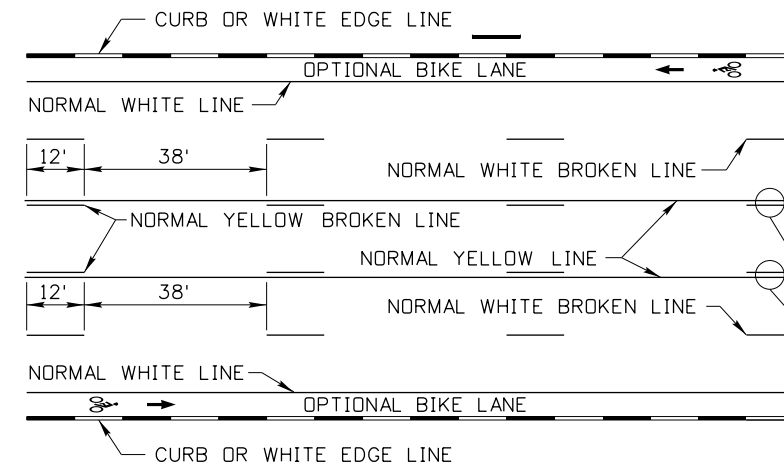 CURB OR WHITE EDGE LINE
OPTIONAL BIKE LANE
NORMAL WHITE LINE
12' 38'
NORMAL WHITE BROKEN LINE
NORMAL YELLOW BROKEN LINE
NORMAL YELLOW LINE
12' 38'
NORMAL WHITE BROKEN LINE
NORMAL WHITE LINE
OPTIONAL BIKE LANE
CURB OR WHITE EDGE LINE